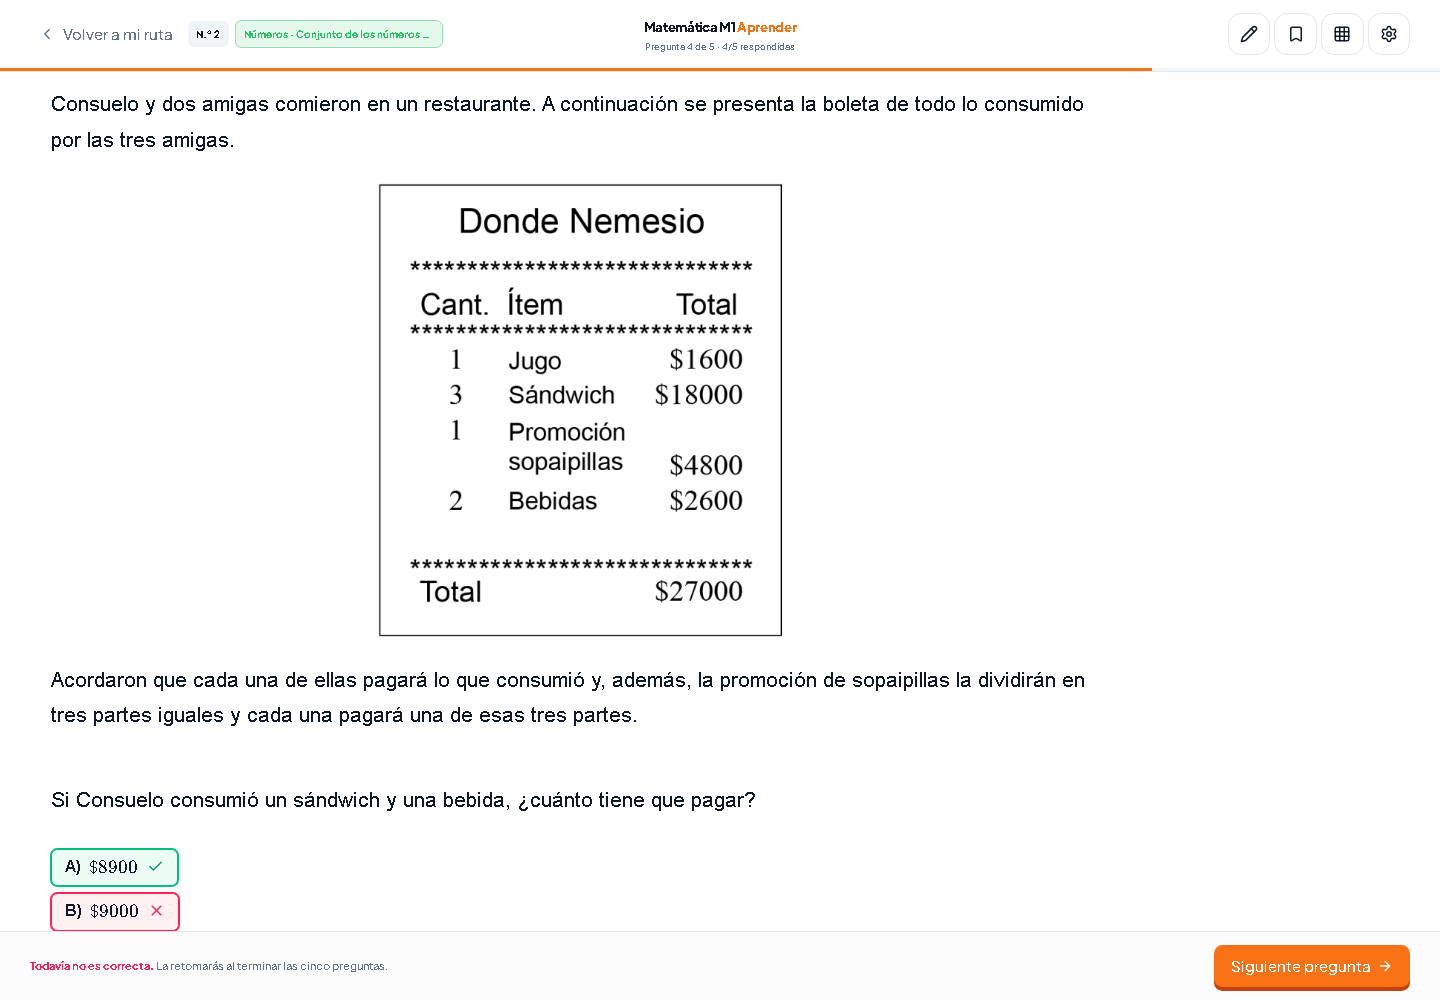 Volver a mi ruta
N.º 2
Números - Conjunto de los números ...
Matemática M1 Aprender
Pregunta 4 de 5 · 4/5 respondidas
Consuelo y dos amigas comieron en un restaurante. A continuación se presenta la boleta de todo lo consumido
por las tres amigas.
Donde Nemesio
******************************
Cant. Ítem Total
******************************
1 Jugo $1600
3 Sándwich $18000
1 Promoción
sopaipillas $4800
2 Bebidas $2600
******************************
Total $27000
Acordaron que cada una de ellas pagará lo que consumió y, además, la promoción de sopaipillas la dividirán en
tres partes iguales y cada una pagará una de esas tres partes.
Si Consuelo consumió un sándwich y una bebida, ¿cuánto tiene que pagar?
A) $8900
B) $9000
Todavía no es correcta. La retomarás al terminar las cinco preguntas.
Siguiente pregunta